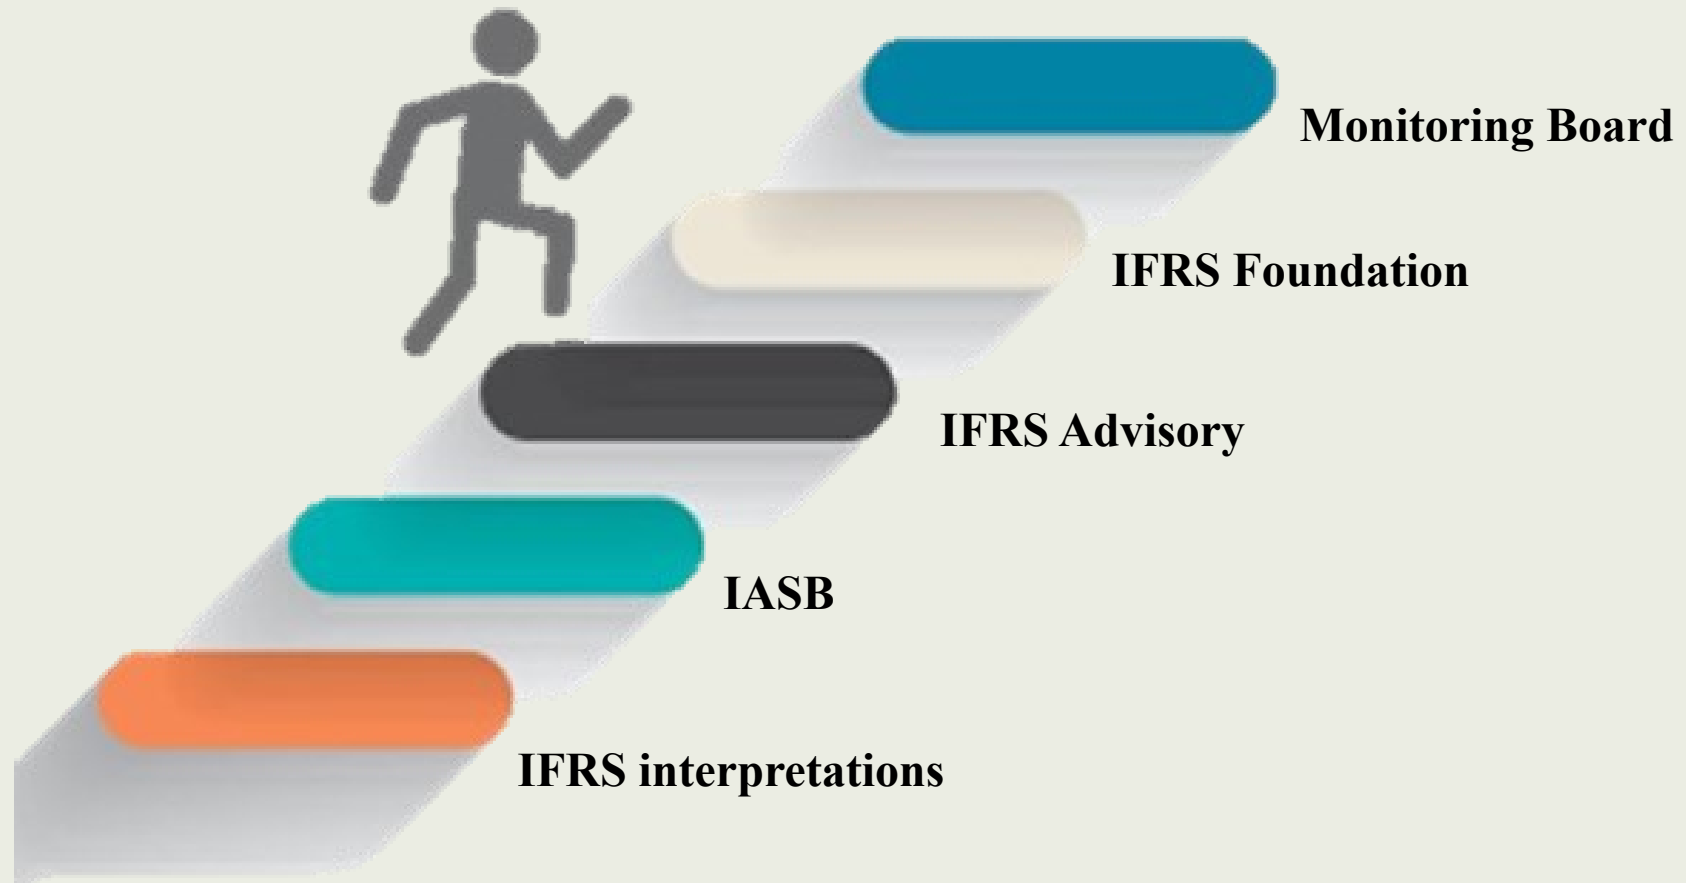 Monitoring Board
IFRS Foundation
IFRS Advisory
IASB
IFRS interpretations